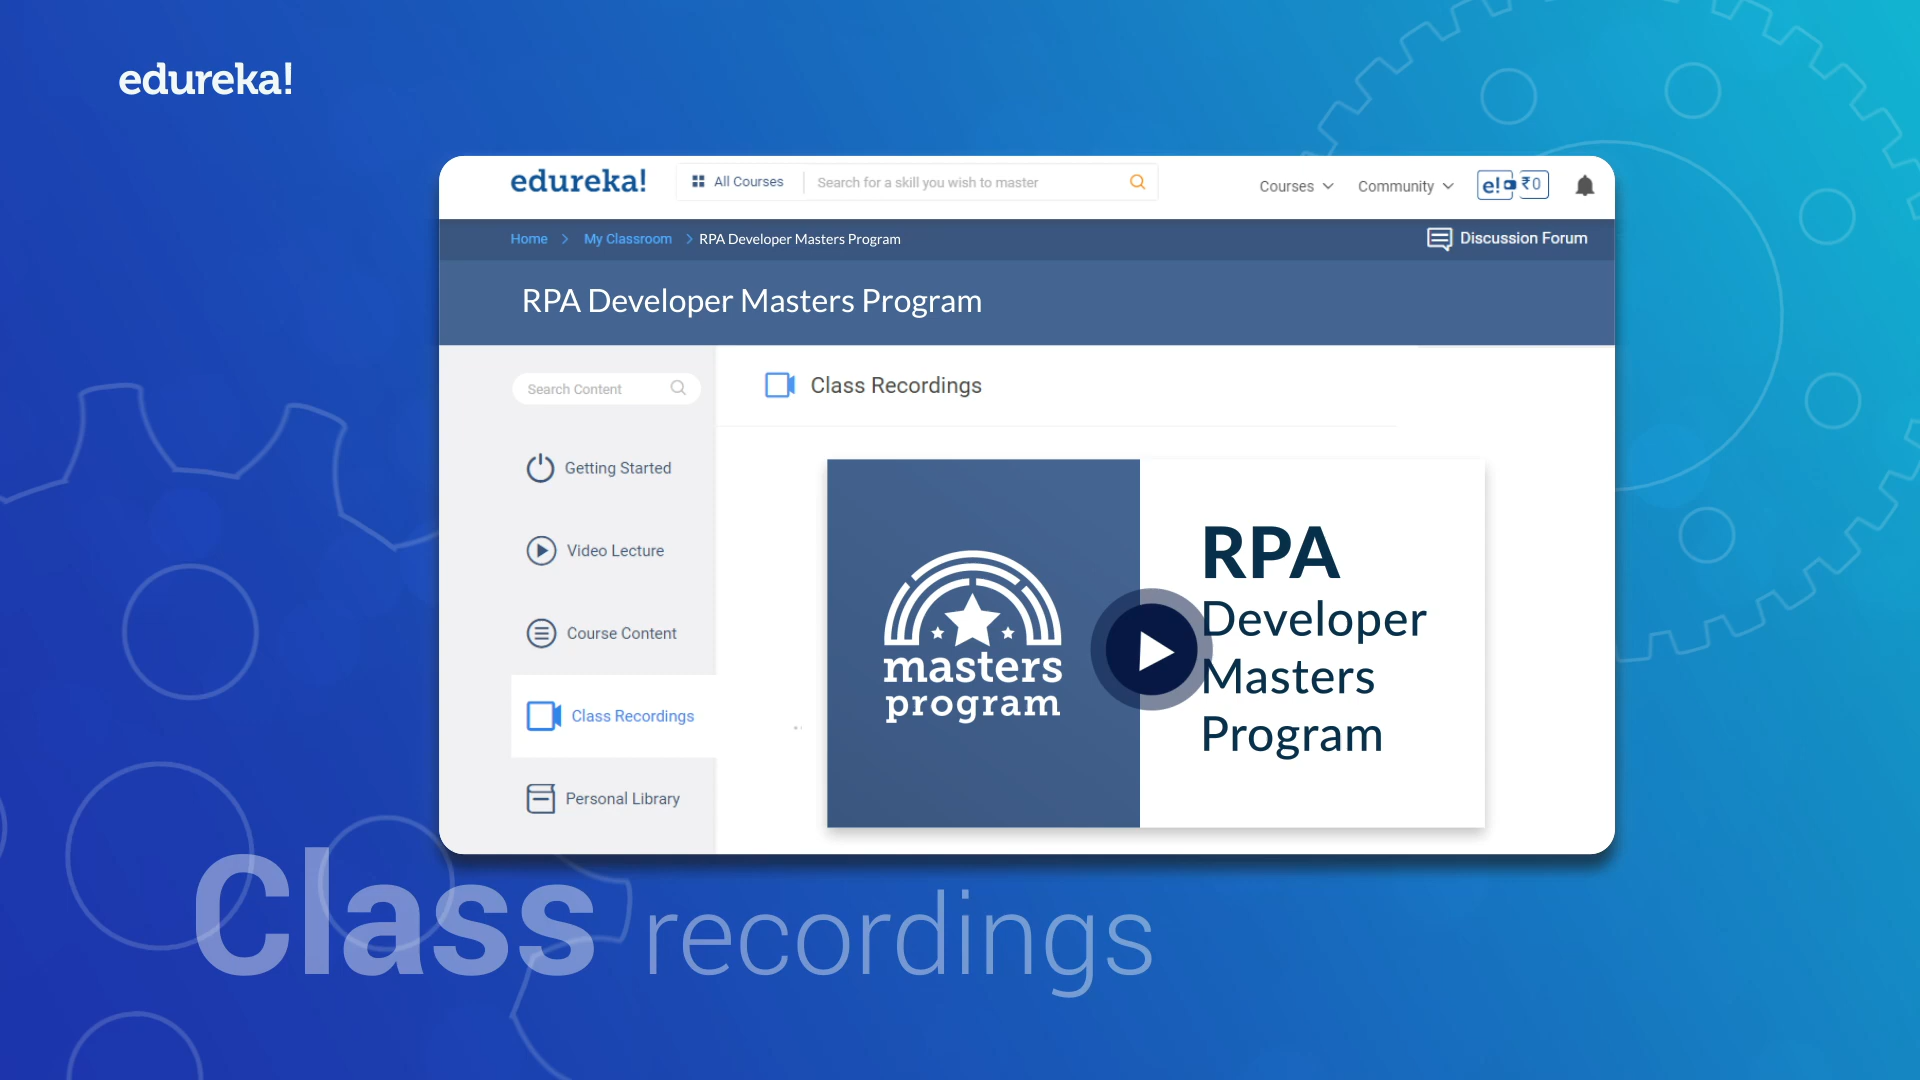 edureka!
edureka!
All Courses
Search for a skill you wish to master
Courses
Community
e! ₹0
Home > My Classroom > RPA Developer Masters Program
Discussion Forum
RPA Developer Masters Program
Search Content
Getting Started
Video Lecture
Course Content
Class Recordings
Personal Library
Class Recordings
masters
program
RPA
Developer
Masters
Program
Class recordings